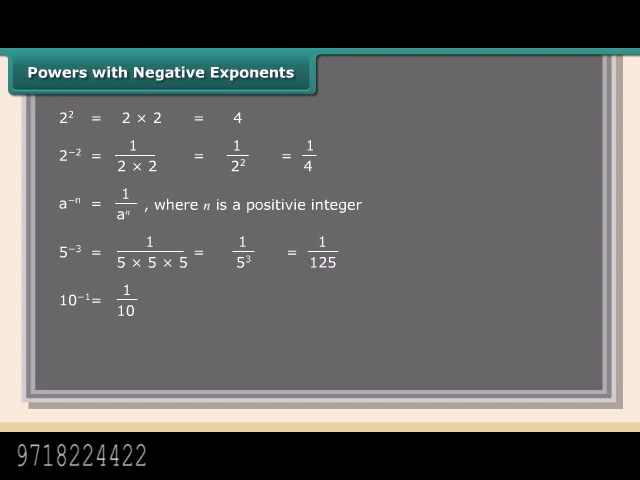 Powers with Negative Exponents
2² = 2 × 2 = 4
2⁻² = 1/(2 × 2) = 1/2² = 1/4
a⁻ⁿ = 1/aⁿ , where n is a positivie integer
5⁻³ = 1/(5 × 5 × 5) = 1/5³ = 1/125
10⁻¹= 1/10
9718224422